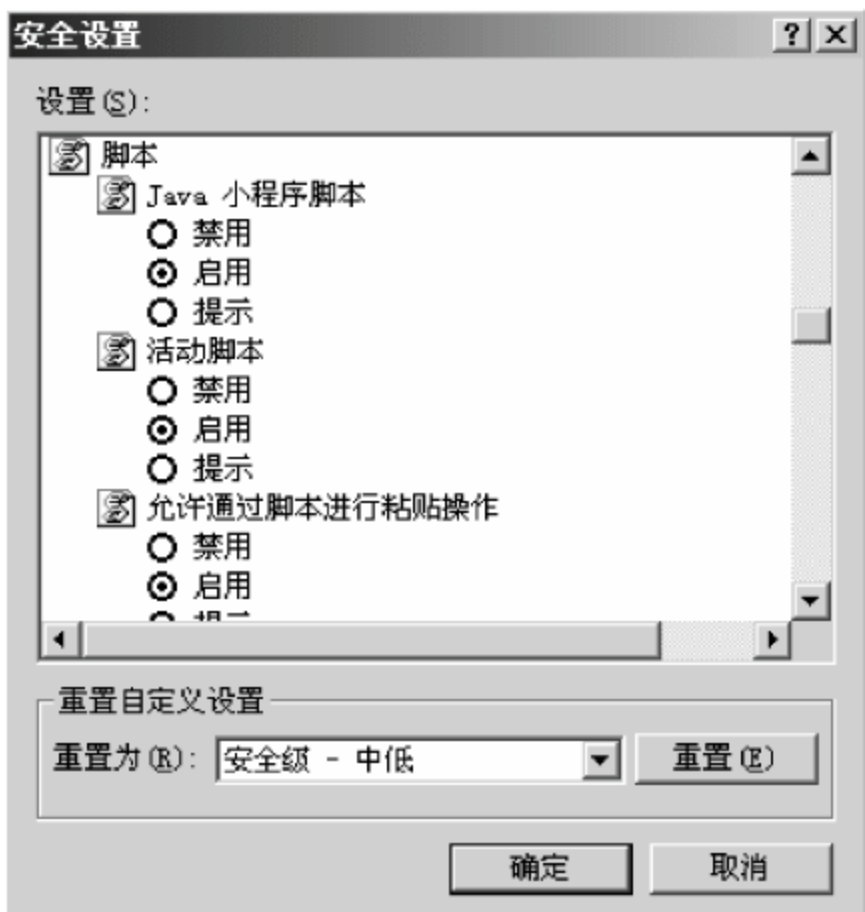 安全设置
设置(S):
脚本
Java 小程序脚本
禁用
启用
提示
活动脚本
禁用
启用
提示
允许通过脚本进行粘贴操作
禁用
启用
重置自定义设置
重置为(R): 安全级 - 中低 重置(E)
确定 取消